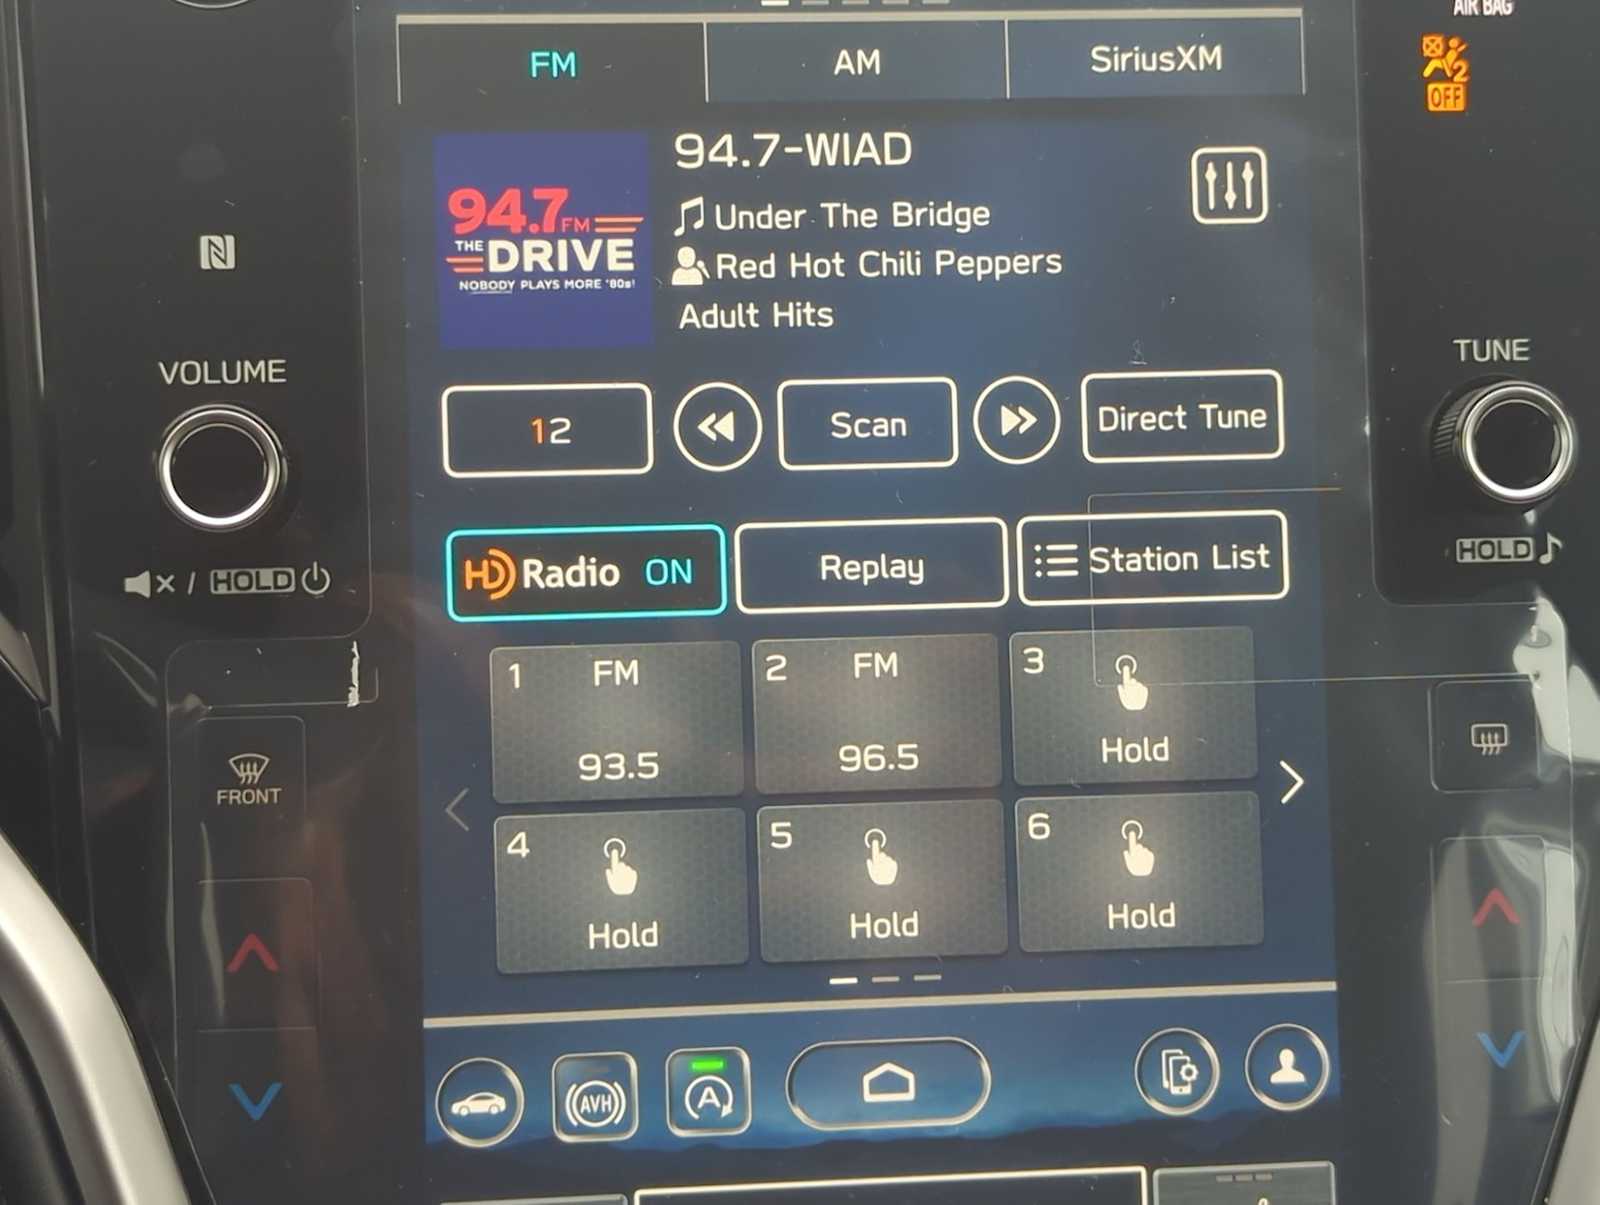 AIR BAG
2
OFF
FM
AM
SiriusXM
94.7 FM
THE DRIVE
NOBODY PLAYS MORE '80s!
94.7-WIAD
Under The Bridge
Red Hot Chili Peppers
Adult Hits
VOLUME
TUNE
12
Scan
Direct Tune
HD Radio ON
Replay
Station List
/ HOLD
HOLD
1 FM
93.5
2 FM
96.5
3
Hold
FRONT
4
Hold
5
Hold
6
Hold
AVH
A